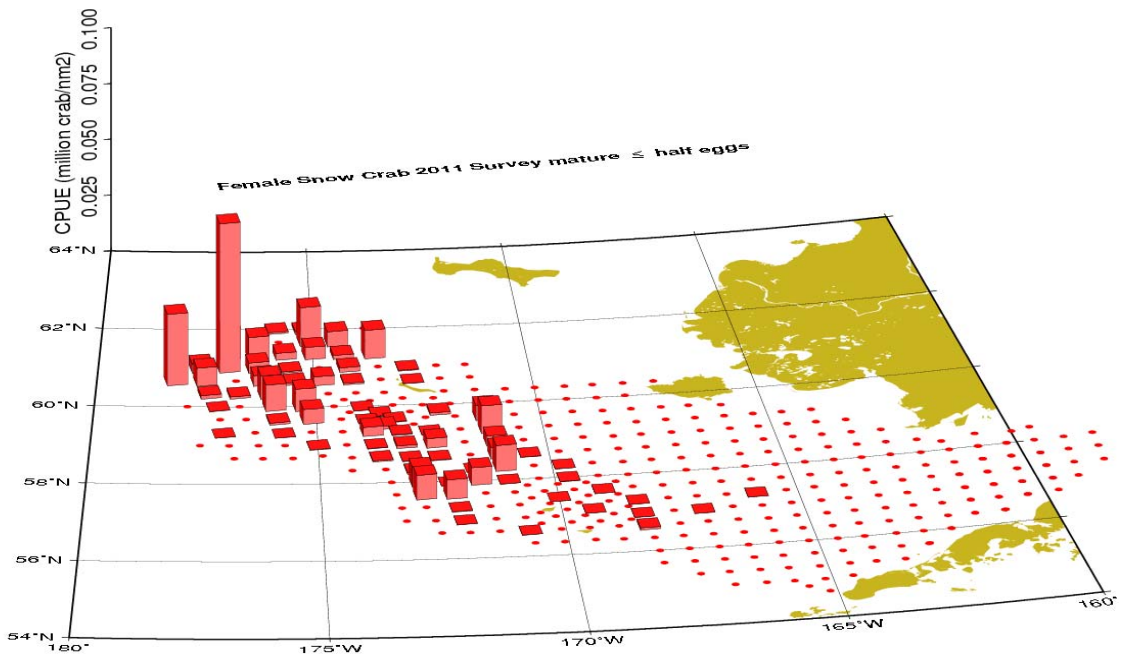 0.100
0.075
0.050
0.025
CPUE (million crab/nm2)
Female Snow Crab 2011 Survey mature ≤ half eggs
64°N
62°N
60°N
58°N
56°N
54°N
180°
175°W
170°W
165°W
160°